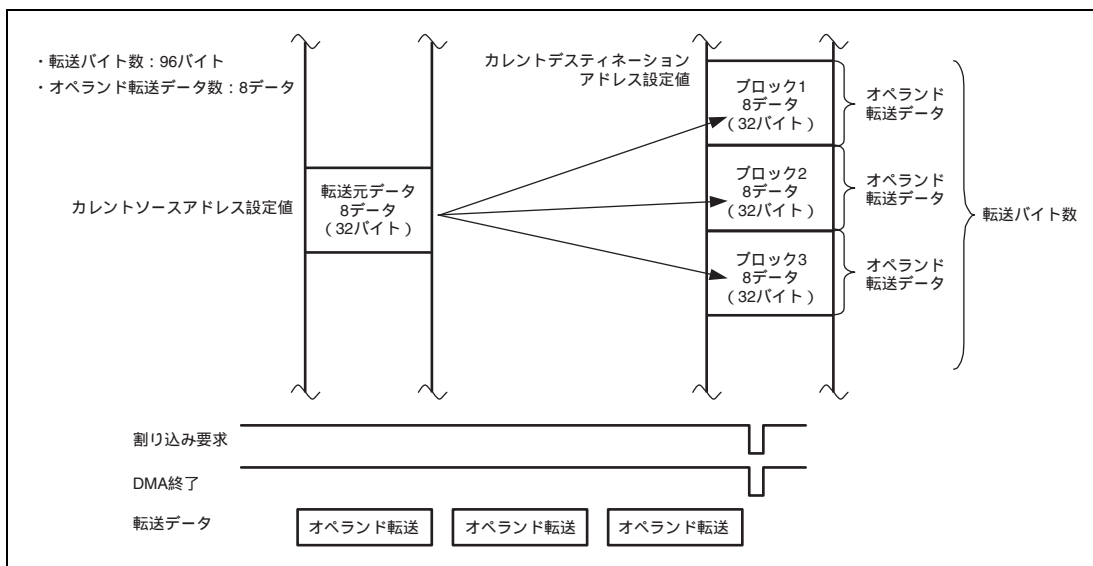 ・転送バイト数：96バイト
・オペランド転送データ数：8データ
カレントデスティネーション
アドレス設定値
カレントソースアドレス設定値
転送元データ
8データ
（32バイト）
ブロック1
8データ
（32バイト）
ブロック2
8データ
（32バイト）
ブロック3
8データ
（32バイト）
オペランド
転送データ
オペランド
転送データ
オペランド
転送データ
転送バイト数
割り込み要求
DMA終了
転送データ
オペランド転送
オペランド転送
オペランド転送